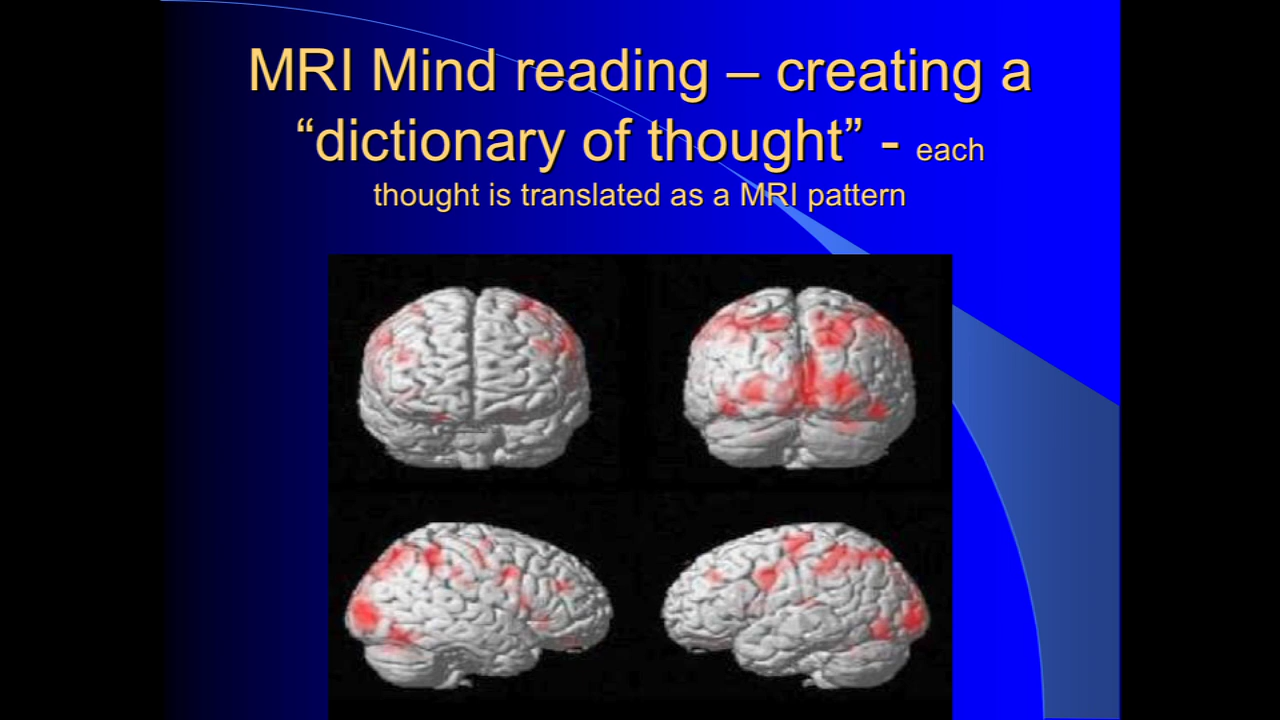 MRI Mind reading – creating a
“dictionary of thought” - each
thought is translated as a MRI pattern